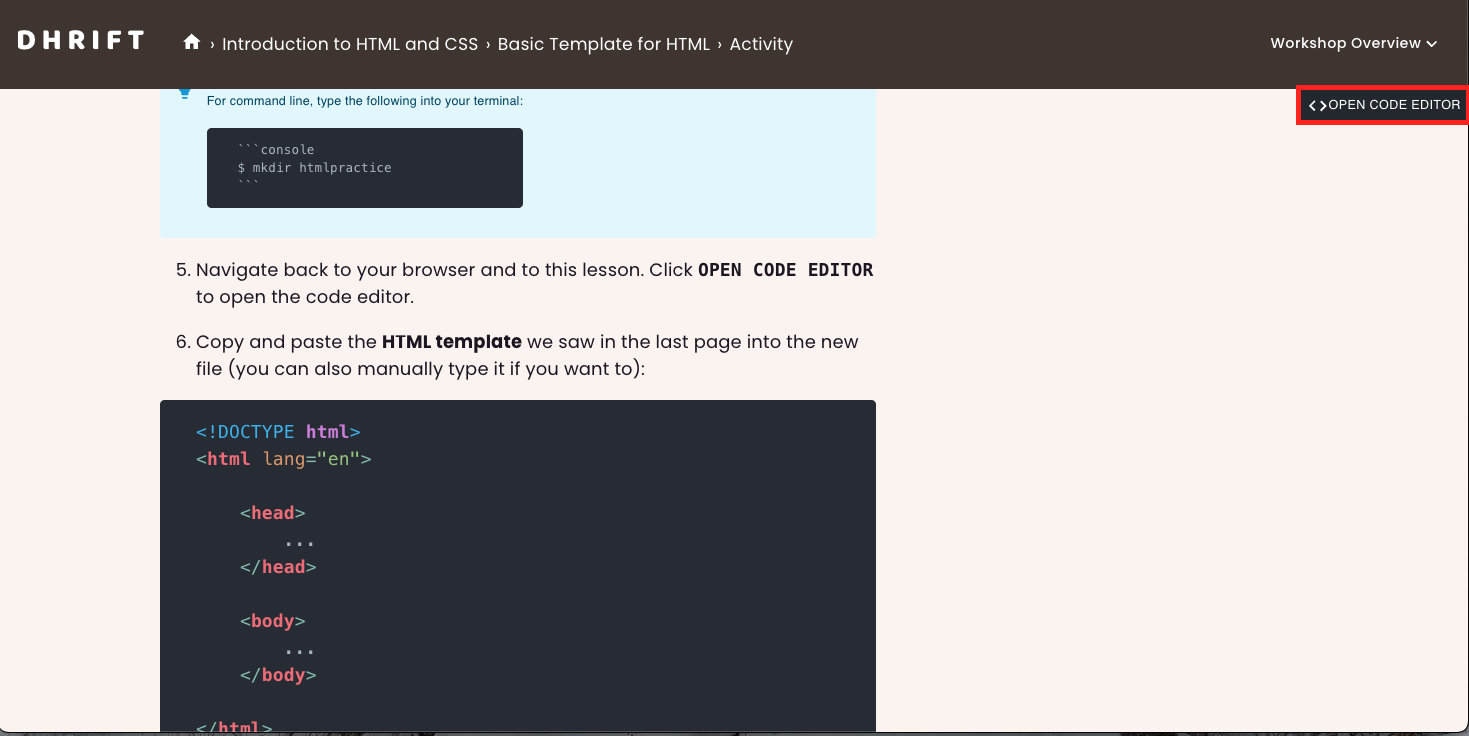 DHRIFT
› Introduction to HTML and CSS › Basic Template for HTML › Activity
Workshop Overview
For command line, type the following into your terminal:
<>OPEN CODE EDITOR
```console
$ mkdir htmlpractice
```
5. Navigate back to your browser and to this lesson. Click OPEN CODE EDITOR
to open the code editor.
6. Copy and paste the HTML template we saw in the last page into the new
file (you can also manually type it if you want to):
<!DOCTYPE html>
<html lang="en">
<head>
...
</head>
<body>
...
</body>
</html>